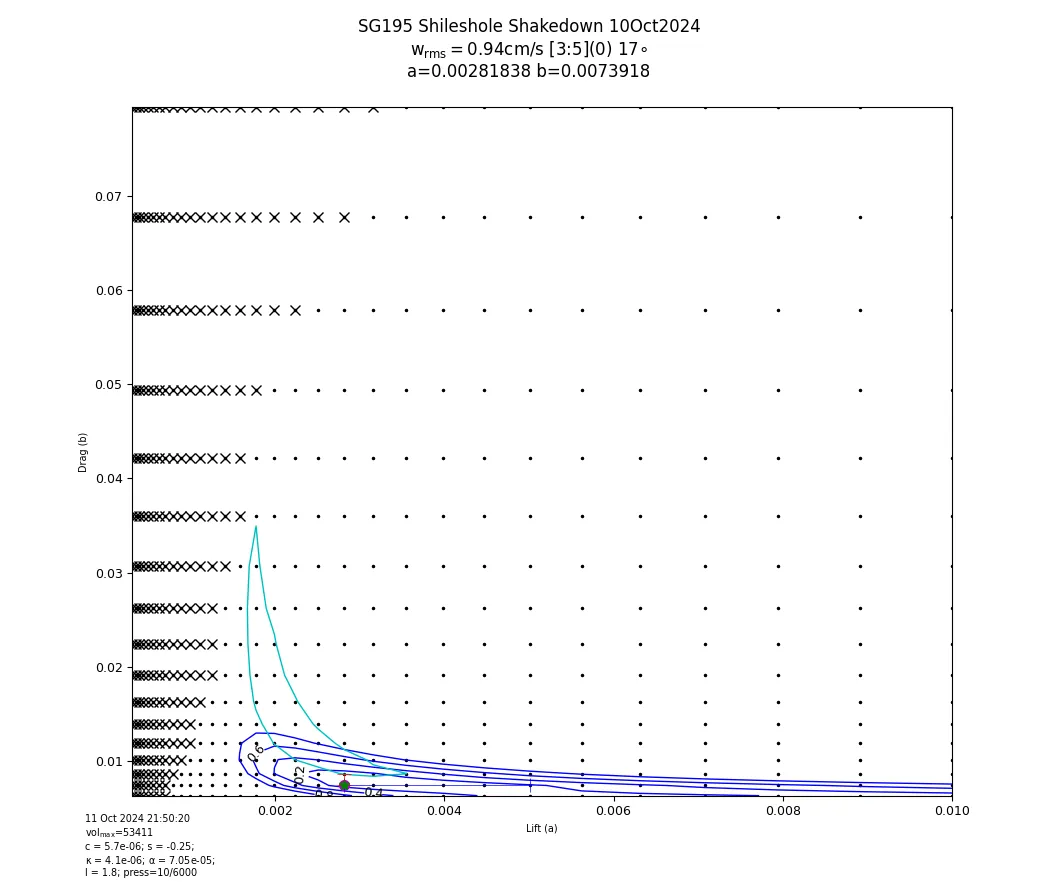 SG195 Shileshole Shakedown 10Oct2024
w_rms = 0.94cm/s [3:5](0) 17∘
a=0.00281838 b=0.0073918
0.07
0.06
0.05
0.04
0.03
0.02
0.01
Drag (b)
0.6
0.2
0.4
0.8
0.002
0.004
0.006
0.008
0.010
Lift (a)
11 Oct 2024 21:50:20
vol_max=53411
c = 5.7e-06; s = -0.25;
κ = 4.1e-06; α = 7.05e-05;
l = 1.8; press=10/6000